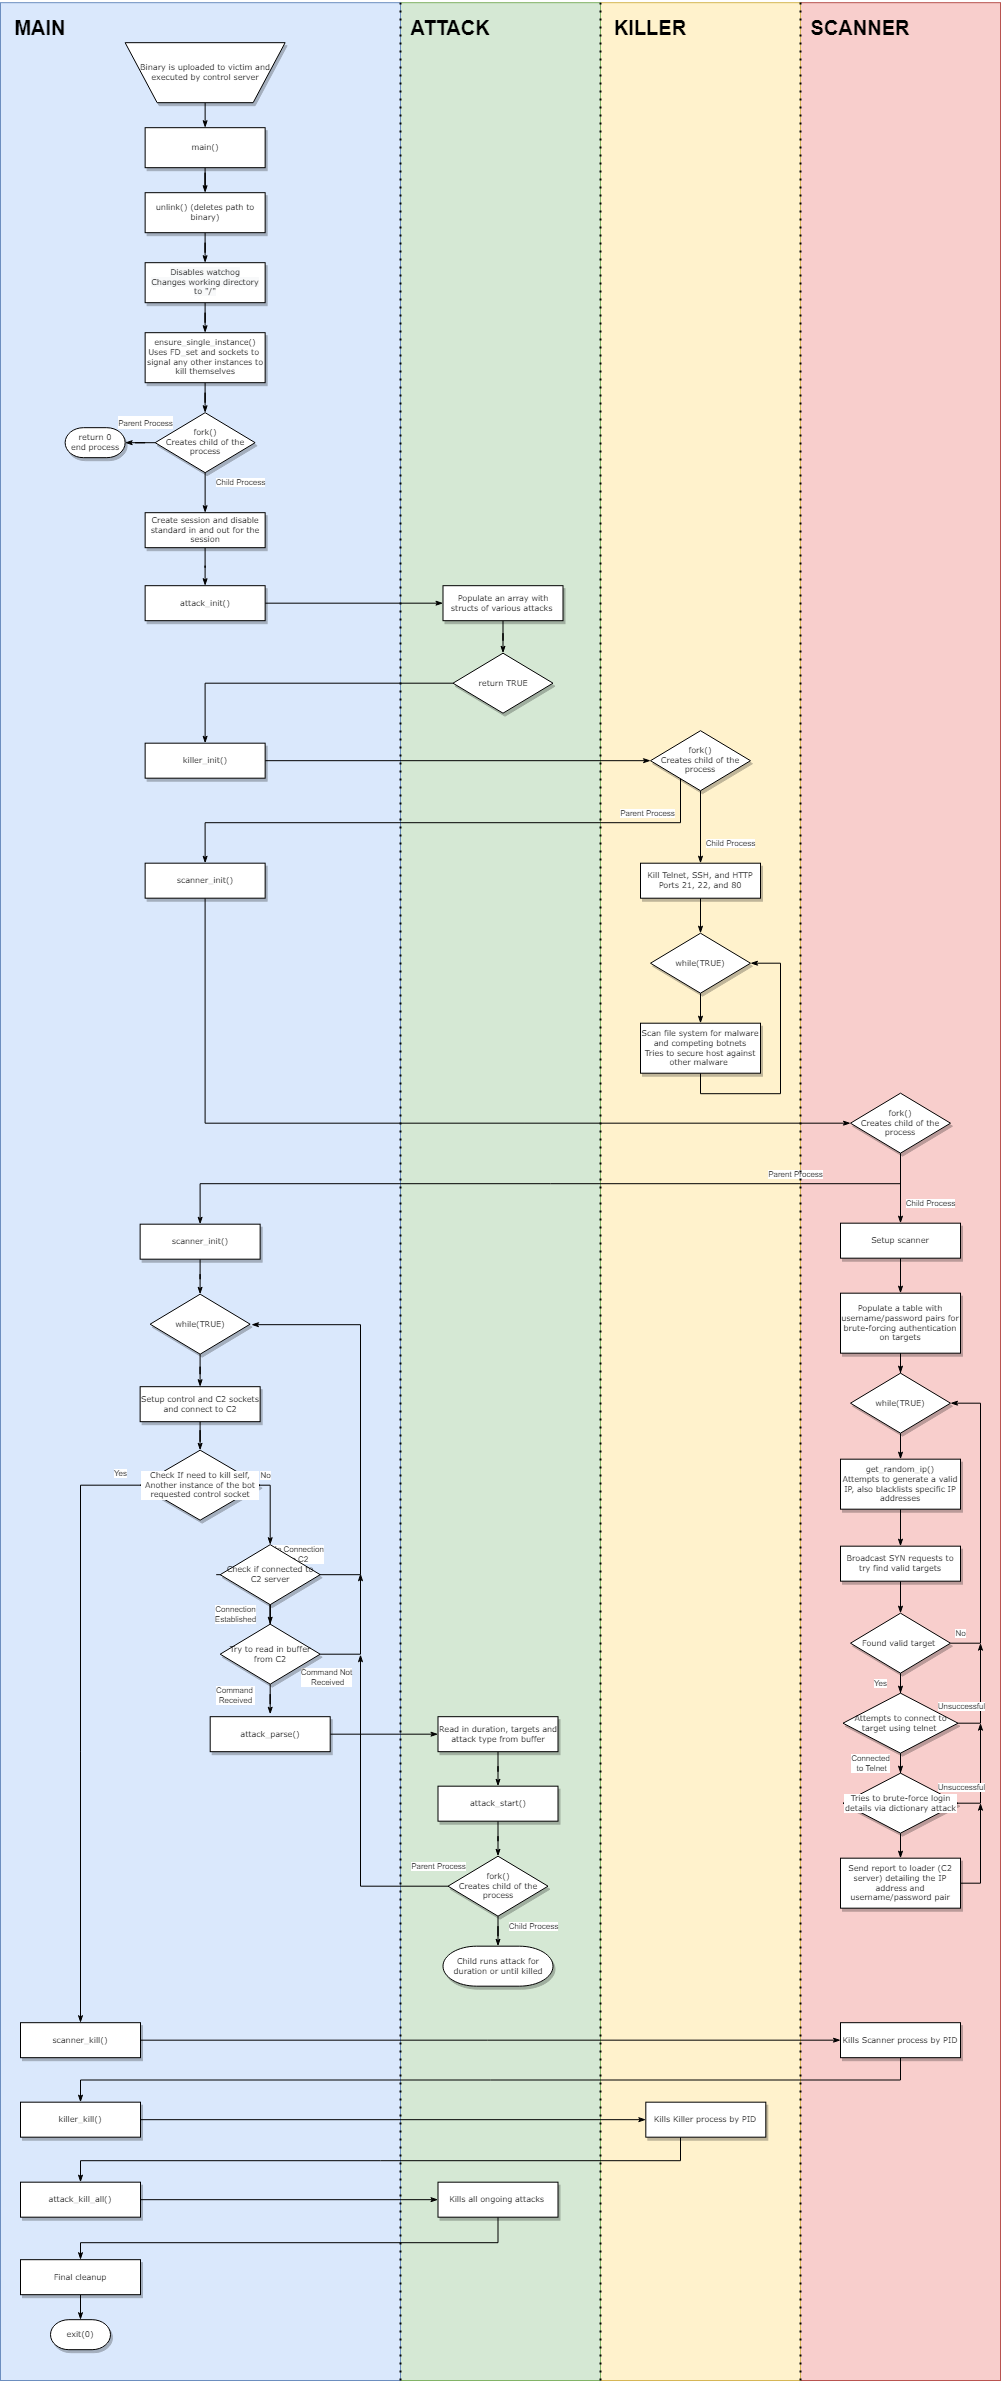 MAIN
ATTACK
KILLER
SCANNER
Binary is uploaded to victim and
executed by control server
main()
unlink() (deletes path to
binary)
Disables watchog
Changes working directory
to "/"
ensure_single_instance()
Uses FD_set and sockets to
signal any other instances to
kill themselves
Parent Process
return 0
end process
fork()
Creates child of the
process
Child Process
Create session and disable
standard in and out for the
session
attack_init()
Populate an array with
structs of various attacks
return TRUE
killer_init()
fork()
Creates child of the
process
Parent Process
Child Process
scanner_init()
Kill Telnet, SSH, and HTTP
Ports 21, 22, and 80
while(TRUE)
Scan file system for malware
and competing botnets
Tries to secure host against
other malware
fork()
Creates child of the
process
Parent Process
Child Process
scanner_init()
Setup scanner
while(TRUE)
Populate a table with
username/password pairs for
brute-forcing authentication
on targets
Setup control and C2 sockets
and connect to C2
while(TRUE)
Yes
Check If need to kill self,
Another instance of the bot
requested control socket
No
get_random_ip()
Attempts to generate a valid
IP, also blacklists specific IP
addresses
Connection
C2
Check if connected to
C2 server
Broadcast SYN requests to
try find valid targets
Connection
Established
Try to read in buffer
from C2
Found valid target
No
Command Not
Received
Command
Received
Yes
attack_parse()
Read in duration, targets and
attack type from buffer
Unsuccessful
Attempts to connect to
target using telnet
Connected
to Telnet
attack_start()
Unsuccessful
Tries to brute-force login
details via dictionary attack
Parent Process
fork()
Creates child of the
process
Send report to loader (C2
server) detailing the IP
address and
username/password pair
Child Process
Child runs attack for
duration or until killed
scanner_kill()
Kills Scanner process by PID
killer_kill()
Kills Killer process by PID
attack_kill_all()
Kills all ongoing attacks
Final cleanup
exit(0)